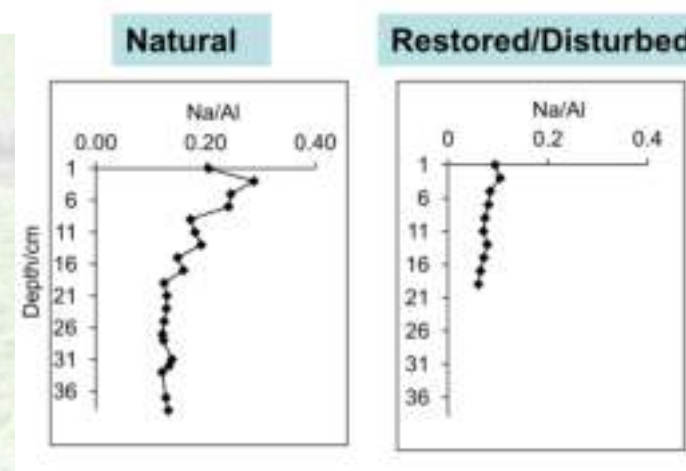 Natural
Na/Al
0.00 0.20 0.40
1
6
11
16
21
26
31
36
Depth/cm
Restored/Disturbed
Na/Al
0 0.2 0.4
1
6
11
16
21
26
31
36